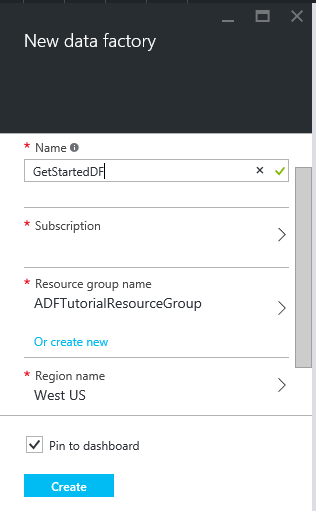 New data factory
* Name
GetStartedDF
* Subscription
* Resource group name
ADFTutorialResourceGroup
Or create new
* Region name
West US
Pin to dashboard
Create